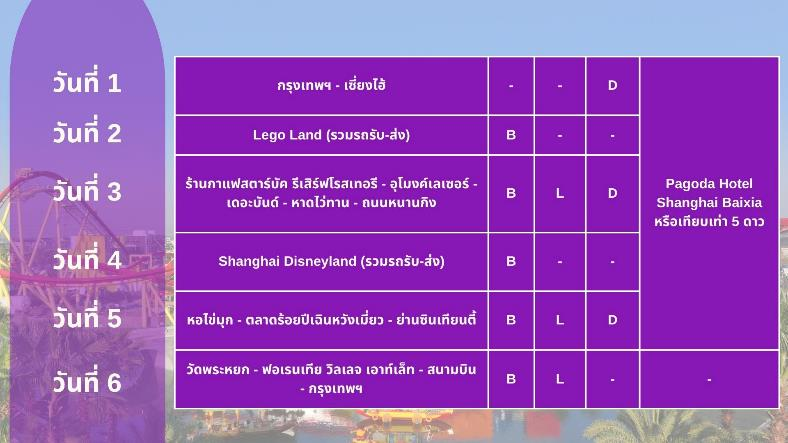 วันที่ 1
กรุงเทพฯ - เซี่ยงไฮ้
-
-
D
วันที่ 2
Lego Land (รวมรถรับ-ส่ง)
B
-
-
วันที่ 3
ร้านกาแฟสตาร์บัค รีเสิร์ฟโรสเทอรี - อุโมงค์เลเซอร์ -
เดอะบันด์ - หาดไว่ทาน - ถนนหนานกิง
B
L
D
Pagoda Hotel
Shanghai Baixia
หรือเทียบเท่า 5 ดาว
วันที่ 4
Shanghai Disneyland (รวมรถรับ-ส่ง)
B
-
-
วันที่ 5
หอไข่มุก - ตลาดร้อยปีเฉินหวังเมี่ยว - ย่านซินเทียนตี้
B
L
D
วันที่ 6
วัดพระหยก - ฟอเรนเทีย วิลเลจ เอาท์เล็ท - สนามบิน
- กรุงเทพฯ
B
L
-
-